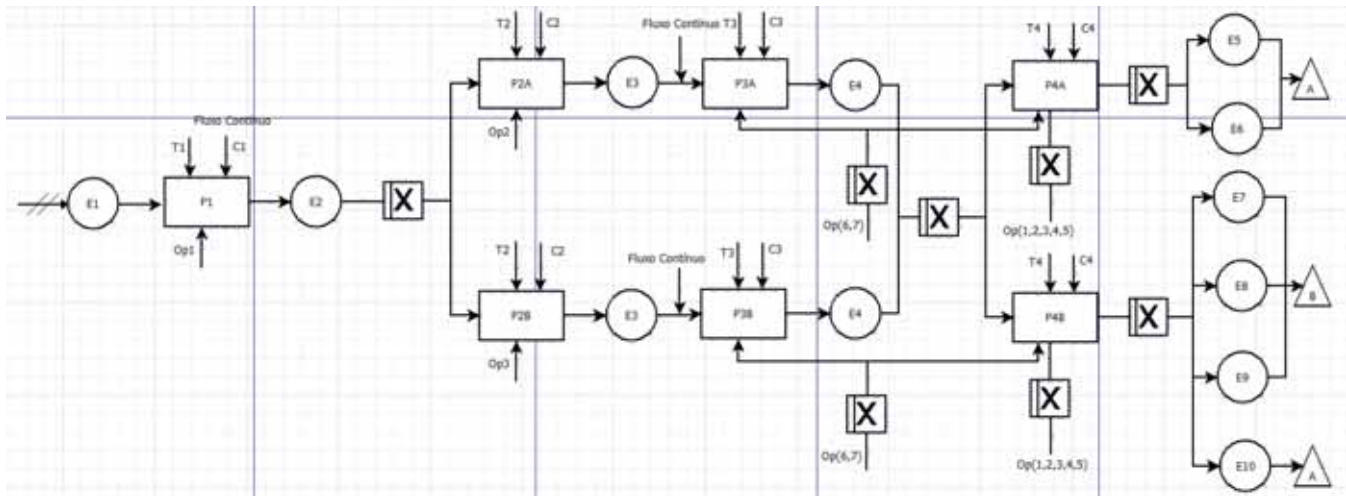 T2 C2 Fluxo Contínuo T3 C3 T4 C4
E5
P2A E3 P3A E4 P4A X A
Op2 E6
Fluxo Contínuo
T1 C1 X X
E1 P1 E2 X E7
Op1 Op(6,7) X Op(1,2,3,4,5)
T2 C2 Fluxo Contínuo T3 C3 T4 C4
E8 B
P2B E3 P3B E4 P4B X
Op3 E9
X X
Op(6,7) Op(1,2,3,4,5)
E10 A